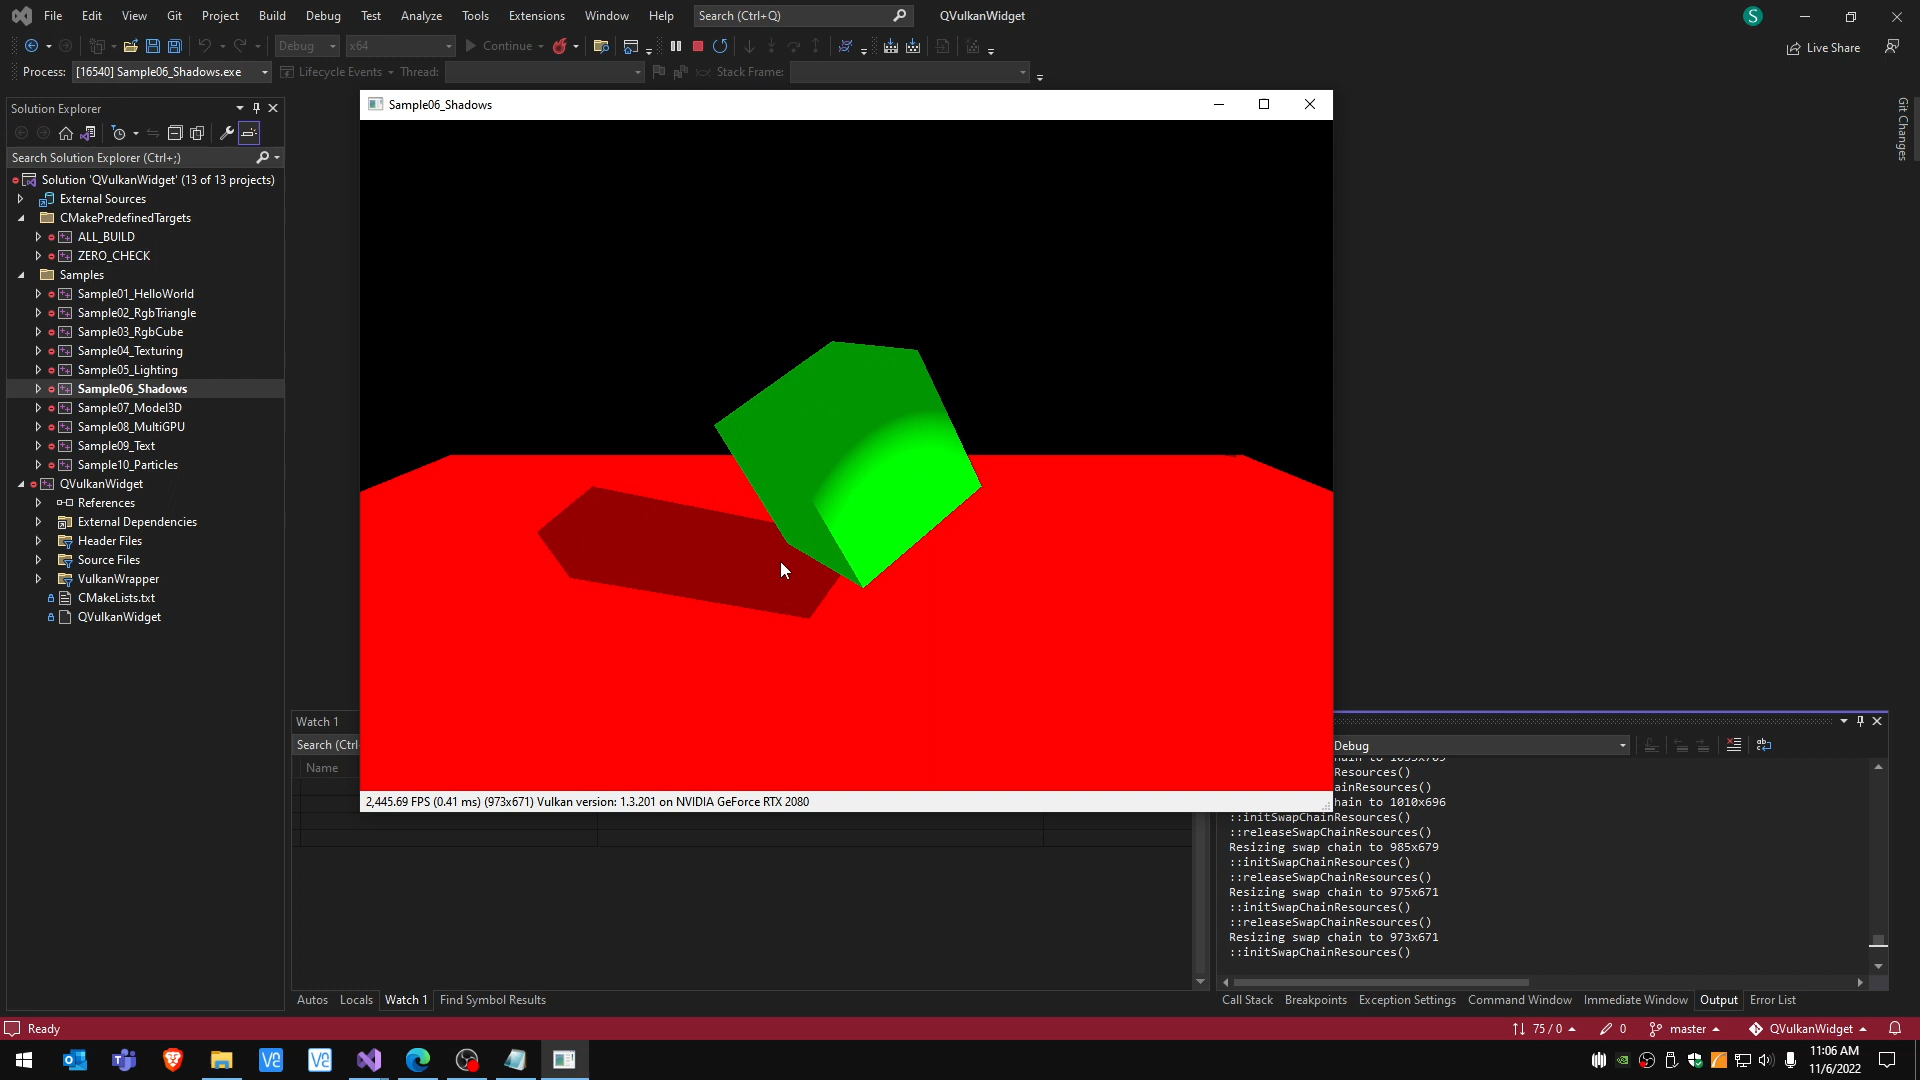 File Edit View Git Project Build Debug Test Analyze Tools Extensions Window Help Search (Ctrl+Q) QVulkanWidget S
Debug x64 Continue Live Share
Process: [16540] Sample06_Shadows.exe Lifecycle Events Thread: Stack Frame:
Solution Explorer
Search Solution Explorer (Ctrl+;)
Solution 'QVulkanWidget' (13 of 13 projects)
External Sources
CMakePredefinedTargets
ALL_BUILD
ZERO_CHECK
Samples
Sample01_HelloWorld
Sample02_RgbTriangle
Sample03_RgbCube
Sample04_Texturing
Sample05_Lighting
Sample06_Shadows
Sample07_Model3D
Sample08_MultiGPU
Sample09_Text
Sample10_Particles
QVulkanWidget
References
External Dependencies
Header Files
Source Files
VulkanWrapper
CMakeLists.txt
QVulkanWidget
Sample06_Shadows
2,445.69 FPS (0.41 ms) (973x671) Vulkan version: 1.3.201 on NVIDIA GeForce RTX 2080
Git Changes
Watch 1
Search (Ctrl
Name
Autos Locals Watch 1 Find Symbol Results
Debug
Resources()
ainResources()
hain to 1010x696
::initSwapChainResources()
::releaseSwapChainResources()
Resizing swap chain to 985x679
::initSwapChainResources()
::releaseSwapChainResources()
Resizing swap chain to 975x671
::initSwapChainResources()
::releaseSwapChainResources()
Resizing swap chain to 973x671
::initSwapChainResources()
Call Stack Breakpoints Exception Settings Command Window Immediate Window Output Error List
Ready 75 / 0 0 master QVulkanWidget
11:06 AM
11/6/2022